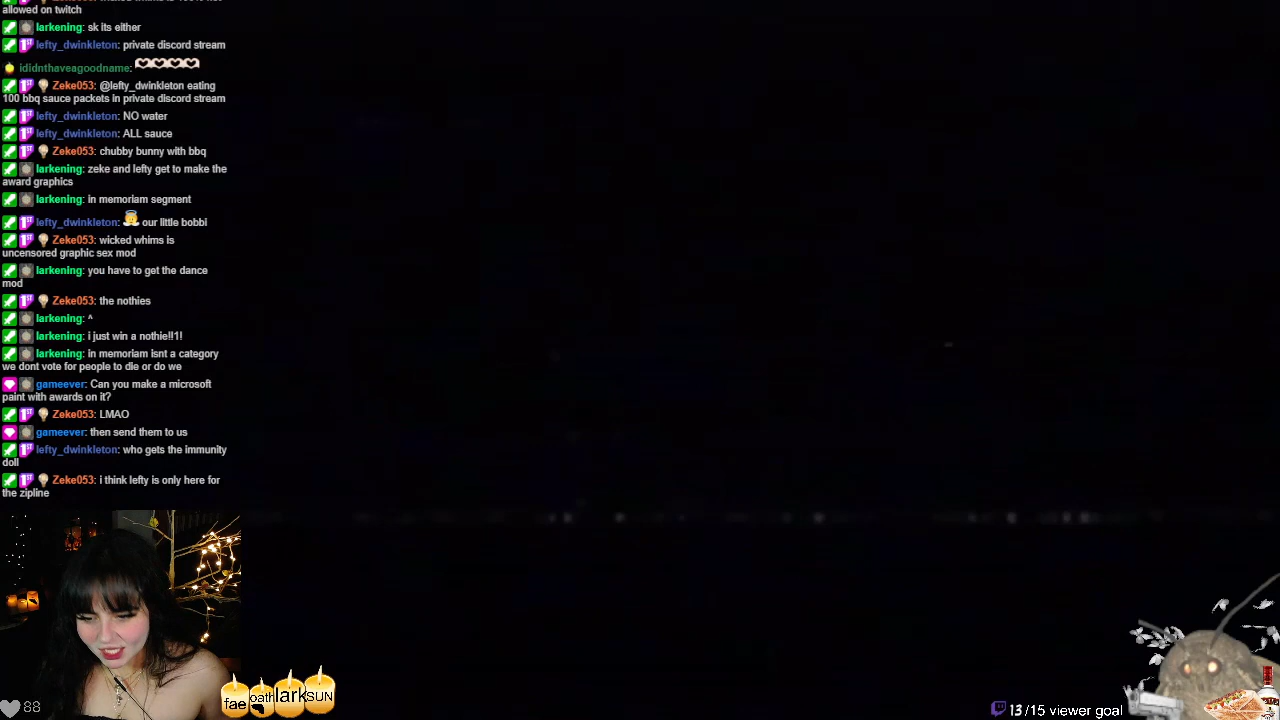 allowed on twitch
larkening: sk its either
lefty_dwinkleton: private discord stream
ididnthaveagoodname:
Zeke053: @lefty_dwinkleton eating
100 bbq sauce packets in private discord stream
lefty_dwinkleton: NO water
lefty_dwinkleton: ALL sauce
Zeke053: chubby bunny with bbq
larkening: zeke and lefty get to make the
award graphics
larkening: in memoriam segment
lefty_dwinkleton: our little bobbi
Zeke053: wicked whims is
uncensored graphic sex mod
larkening: you have to get the dance
mod
Zeke053: the nothies
larkening: ^
larkening: i just win a nothie!!1!
larkening: in memoriam isnt a category
we dont vote for people to die or do we
gameever: Can you make a microsoft
paint with awards on it?
Zeke053: LMAO
gameever: then send them to us
lefty_dwinkleton: who gets the immunity
doll
Zeke053: i think lefty is only here for
the zipline
88
fae oath lark SUN
13 /15 viewer goal